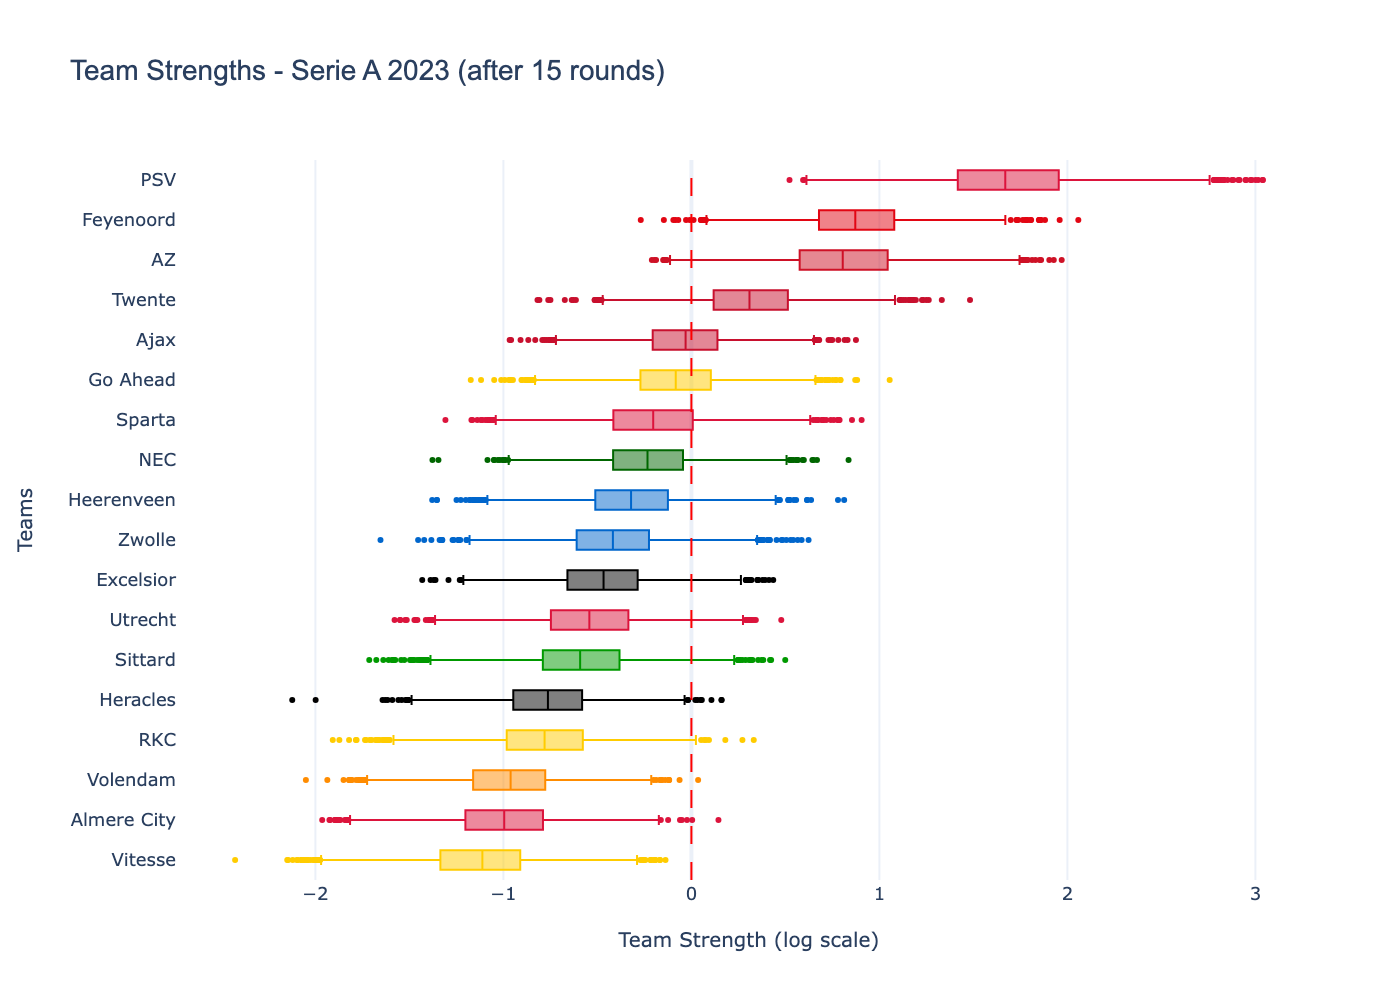 Team Strengths - Serie A 2023 (after 15 rounds)
PSV
Feyenoord
AZ
Twente
Ajax
Go Ahead
Sparta
NEC
Heerenveen
Zwolle
Excelsior
Utrecht
Sittard
Heracles
RKC
Volendam
Almere City
Vitesse
Teams
−2 −1 0 1 2 3
Team Strength (log scale)